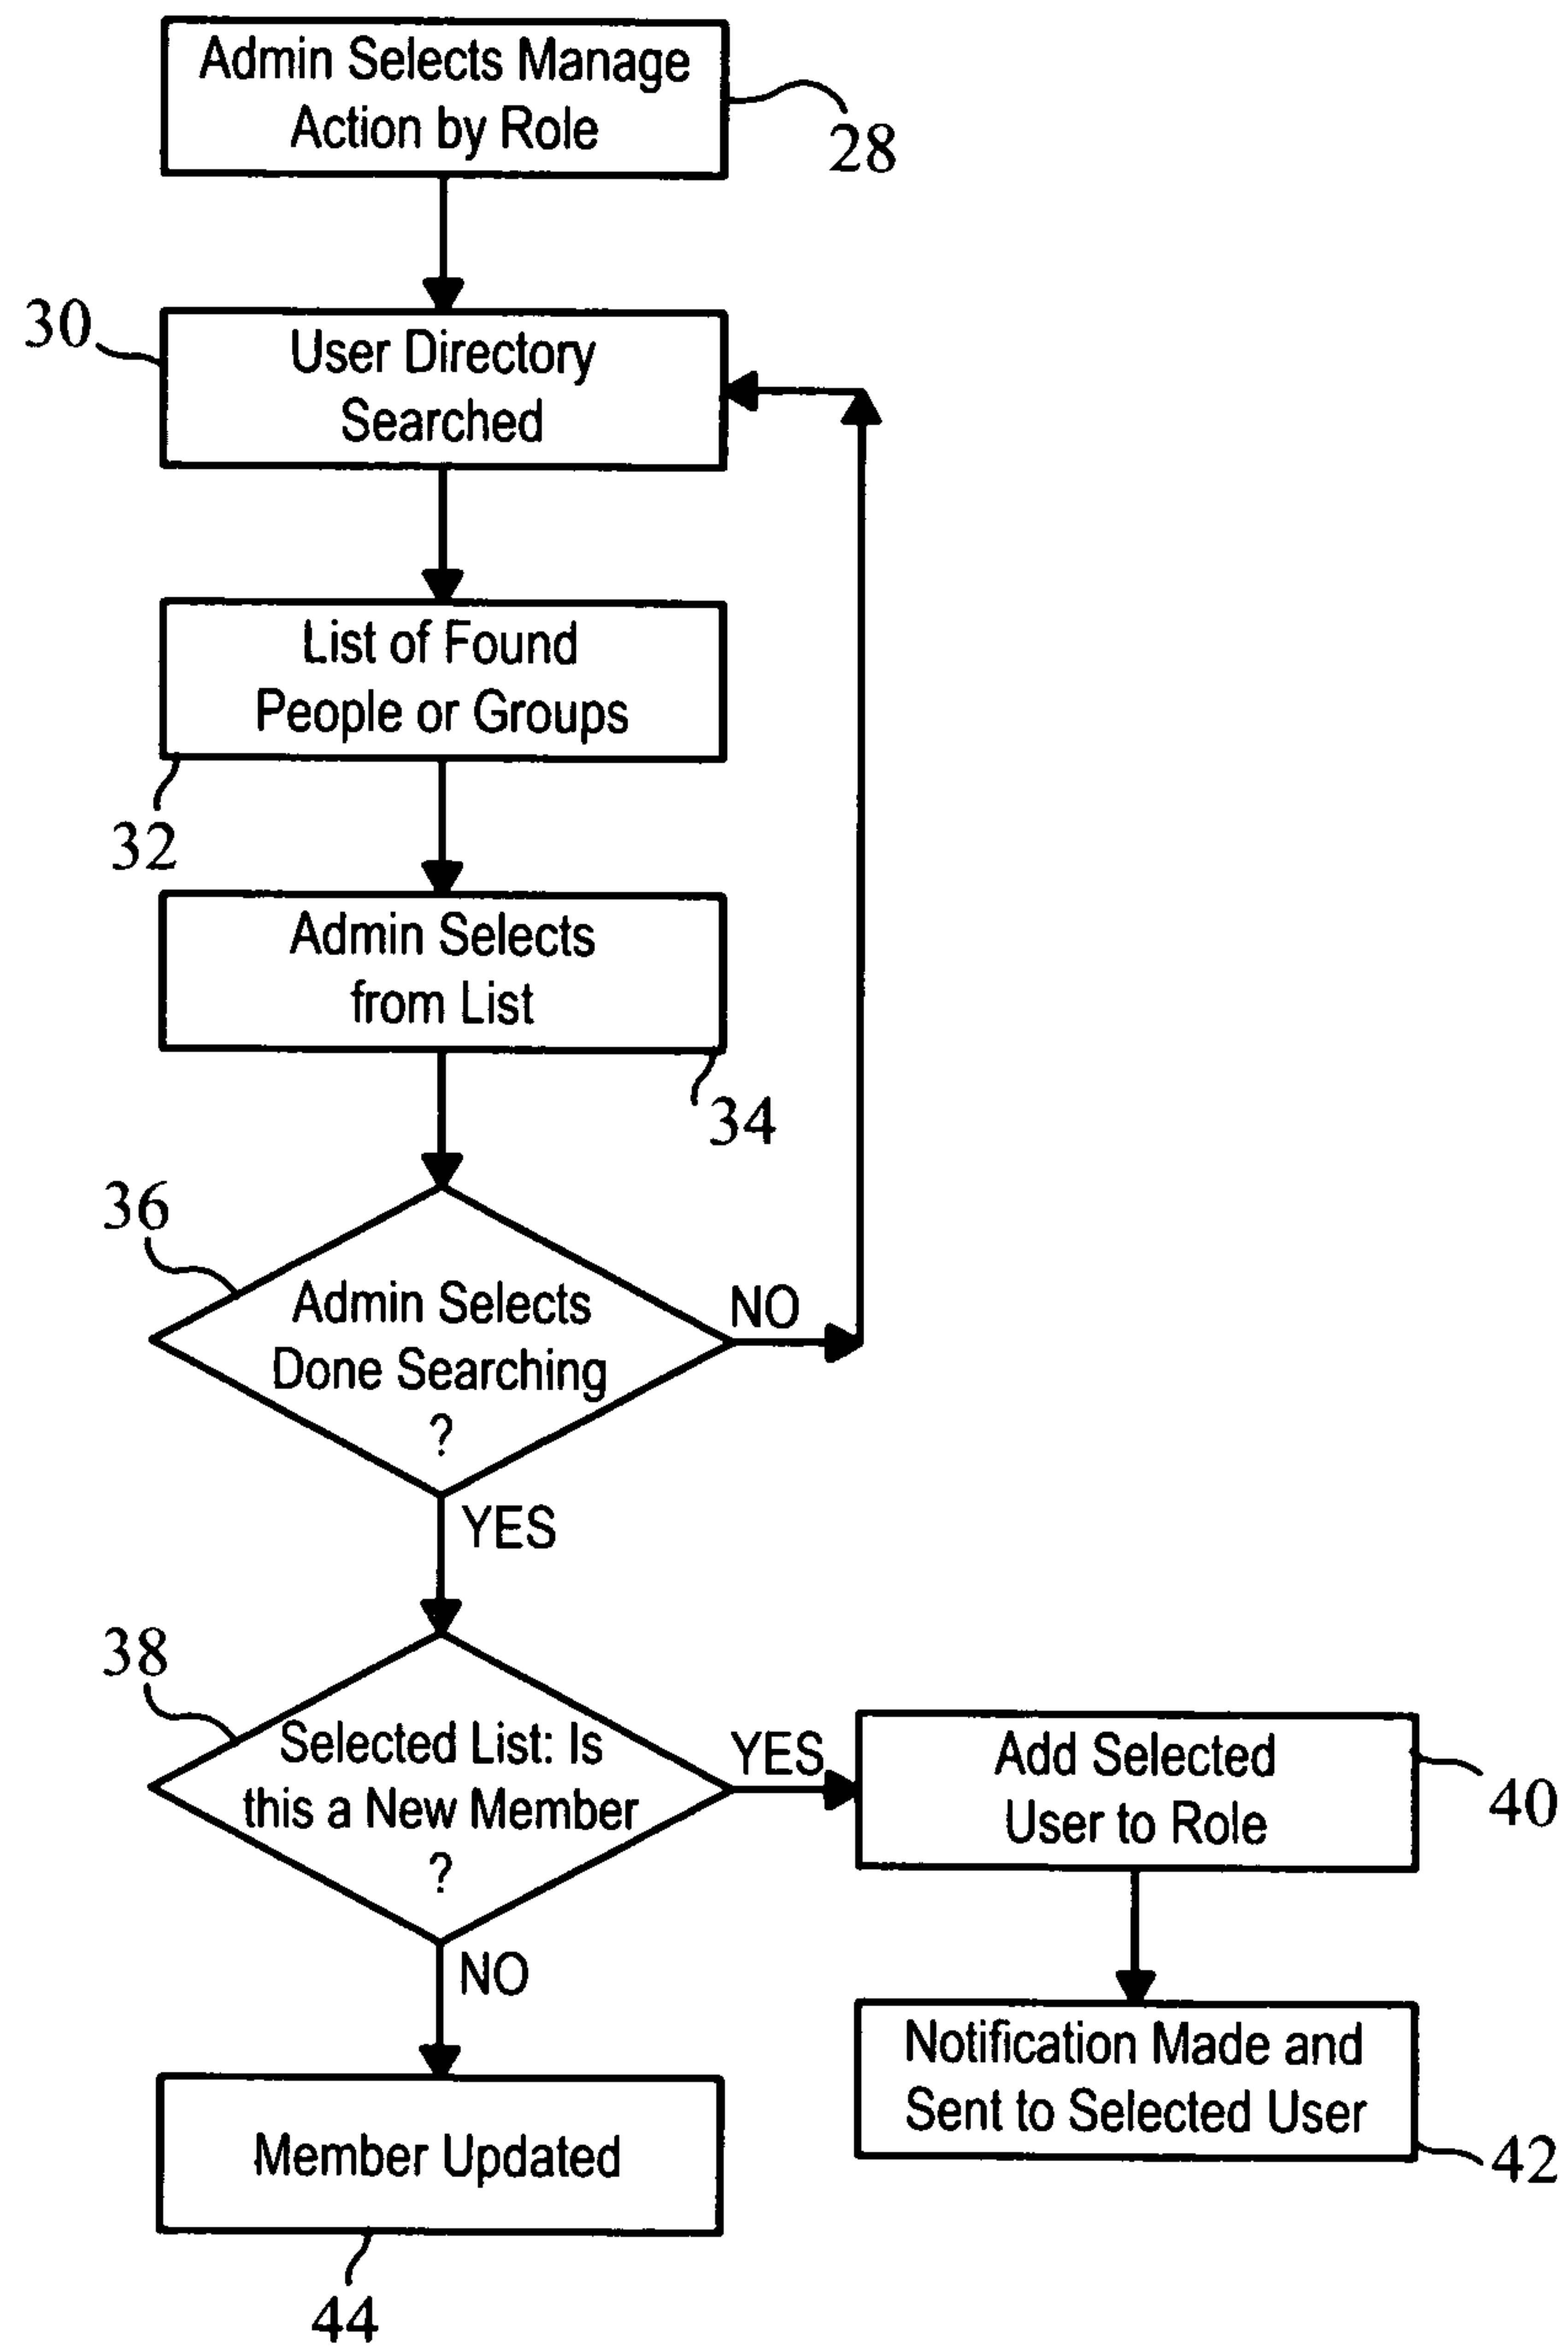 Admin Selects Manage
Action by Role
28
30
User Directory
Searched
List of Found
People or Groups
32
Admin Selects
from List
34
36
Admin Selects
Done Searching
?
NO
YES
38
Selected List: Is
this a New Member
?
YES
Add Selected
User to Role
40
NO
Notification Made and
Sent to Selected User
42
Member Updated
44